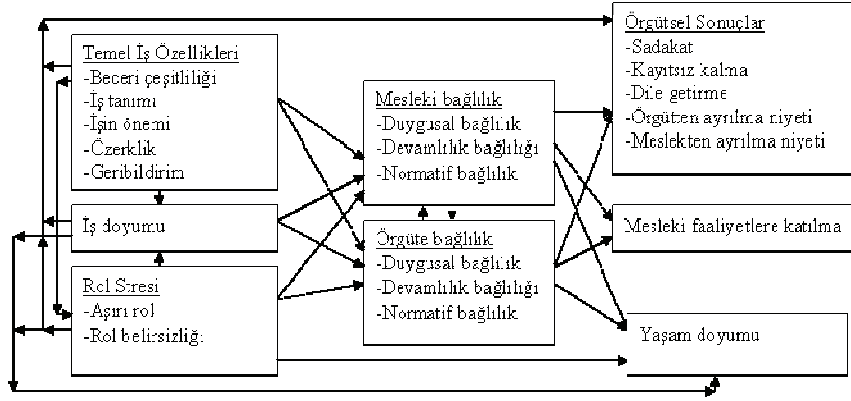 Temel İş Özellikleri
-Beceri çeşitliliği
-İş tanımı
-İşin önemi
-Özerklik
-Geribildirim
İş doyumu
Rol Stresi
-Aşırı rol
-Rol belirsizliği
Mesleki bağlılık
-Duygusal bağlılık
-Devamlılık bağlılığı
-Normatif bağlılık
Örgüte bağlılık
-Duygusal bağlılık
-Devamlılık bağlılığı
-Normatif bağlılık
Örgütsel Sonuçlar
-Sadakat
-Kayıtsız kalma
-Dile getirme
-Örgütten ayrılma niyeti
-Meslekten ayrılma niyeti
Mesleki faaliyetlere katılma
Yaşam doyumu